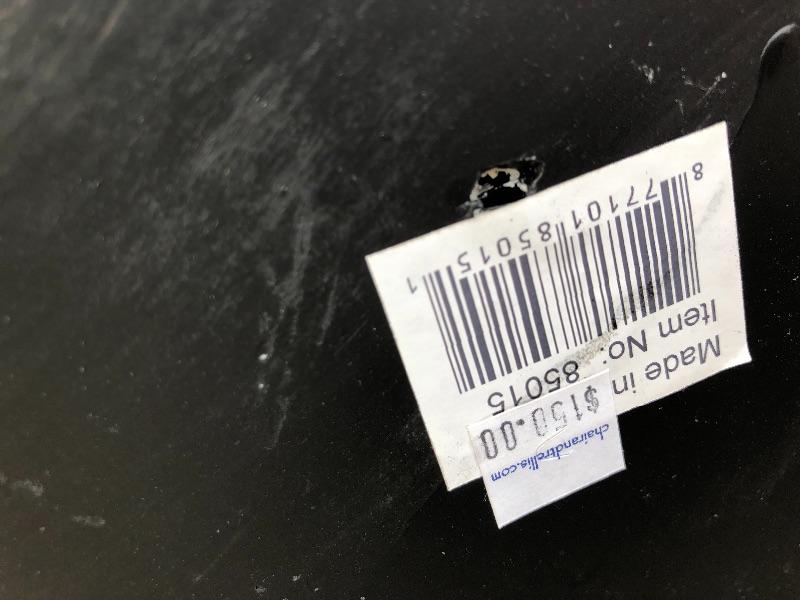 chairandtrellis.com
$150.00
Made in
Item No: 85015
8 77101 85015 1